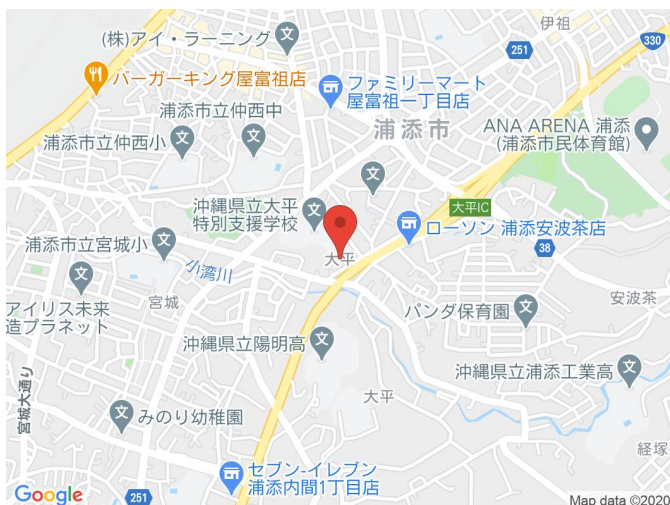 伊祖
(株)アイ・ラーニング
251
330
バーガーキング屋富祖店
ファミリーマート
屋富祖一丁目店
浦添市立仲西中
浦添市
ANA ARENA 浦添
(浦添市民体育館)
浦添市立仲西小
沖縄県立大平
特別支援学校
大平IC
ローソン 浦添安波茶店
浦添市立宮城小
大平
38
小湾川
宮城
安波茶
アイリス未来
造プラネット
パンダ保育園
沖縄県立陽明高
沖縄県立浦添工業高
宮城大通り
大平
みのり幼稚園
経塚
セブン-イレブン
浦添内間1丁目店
251
Google
Map data ©2020